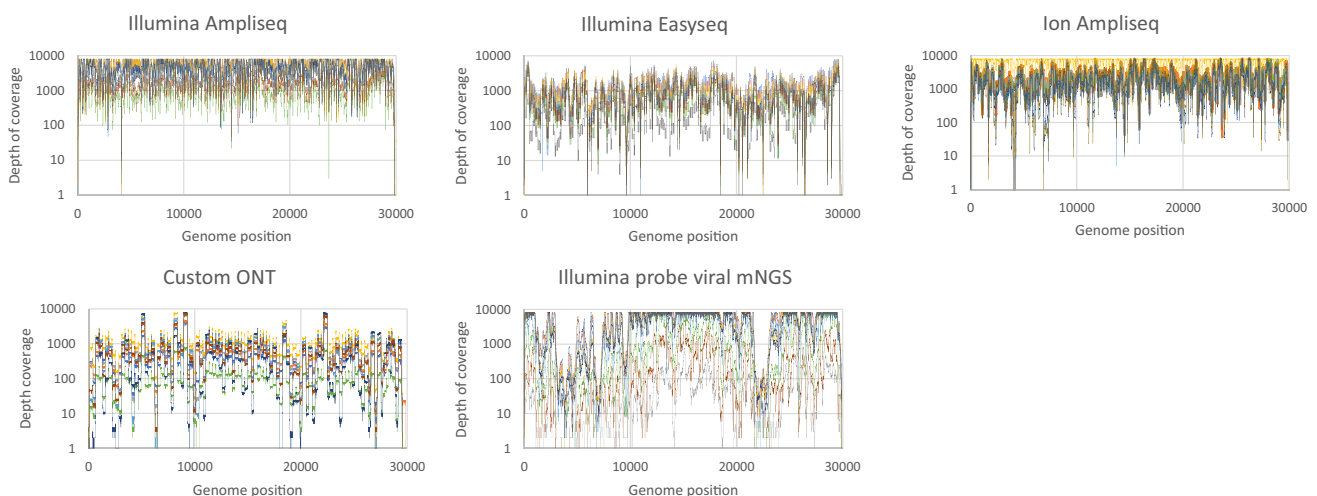 Illumina Ampliseq
Depth of coverage
10000
1000
100
10
1
0 10000 20000 30000
Genome position
Illumina Easyseq
Depth of coverage
10000
1000
100
10
1
0 10000 20000 30000
Genome position
Ion Ampliseq
Depth of coverage
10000
1000
100
10
1
0 10000 20000 30000
Genome position
Custom ONT
Depth coverage
10000
1000
100
10
1
0 10000 20000 30000
Genome position
Illumina probe viral mNGS
Depth of coverage
10000
1000
100
10
1
0 10000 20000 30000
Genome position